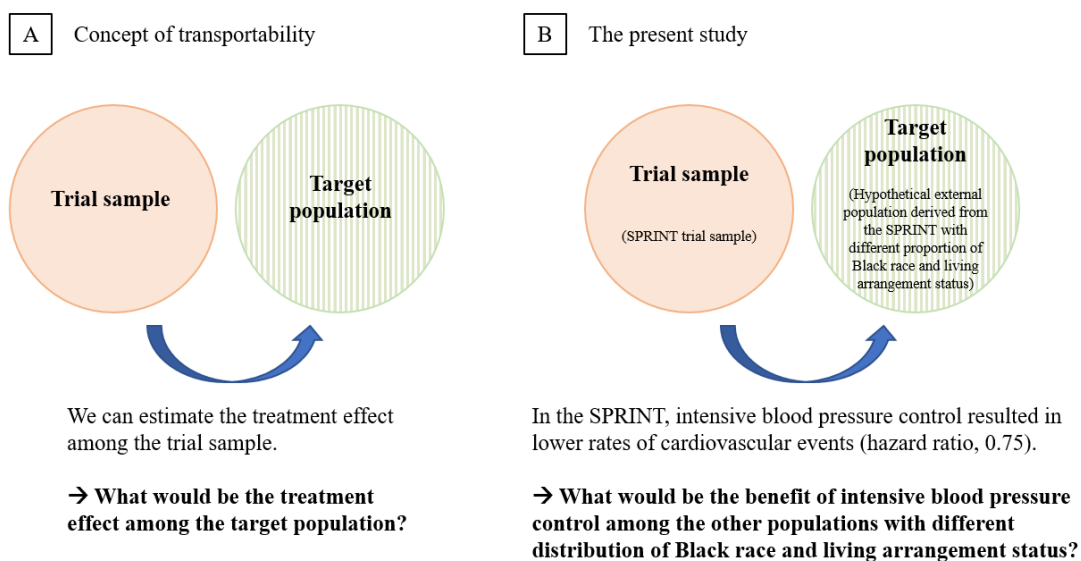 A Concept of transportability
Trial sample
Target
population
We can estimate the treatment effect
among the trial sample.
→ What would be the treatment
effect among the target population?
B The present study
Trial sample
(SPRINT trial sample)
Target
population
(Hypothetical external
population derived from
the SPRINT with
different proportion of
Black race and living
arrangement status)
In the SPRINT, intensive blood pressure control resulted in
lower rates of cardiovascular events (hazard ratio, 0.75).
→ What would be the benefit of intensive blood pressure
control among the other populations with different
distribution of Black race and living arrangement status?